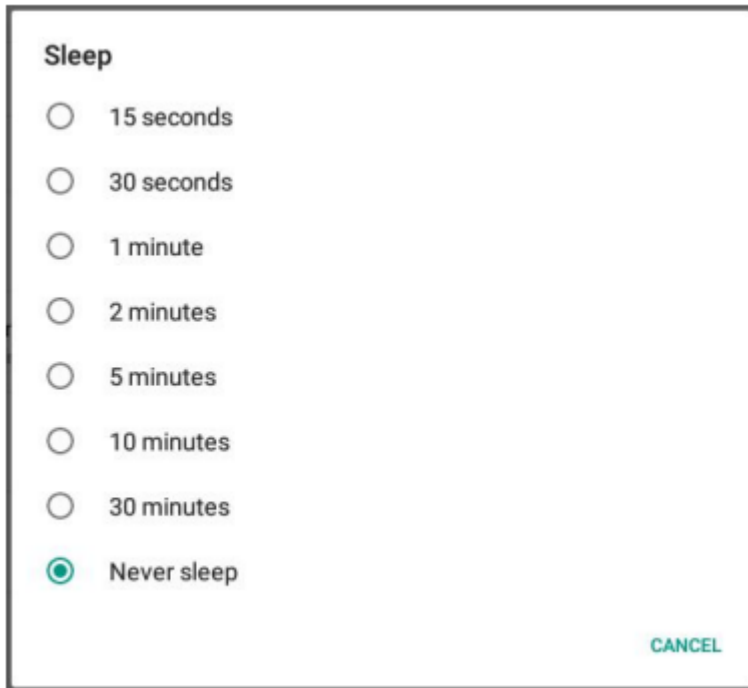 Sleep
15 seconds
30 seconds
1 minute
2 minutes
5 minutes
10 minutes
30 minutes
Never sleep
CANCEL